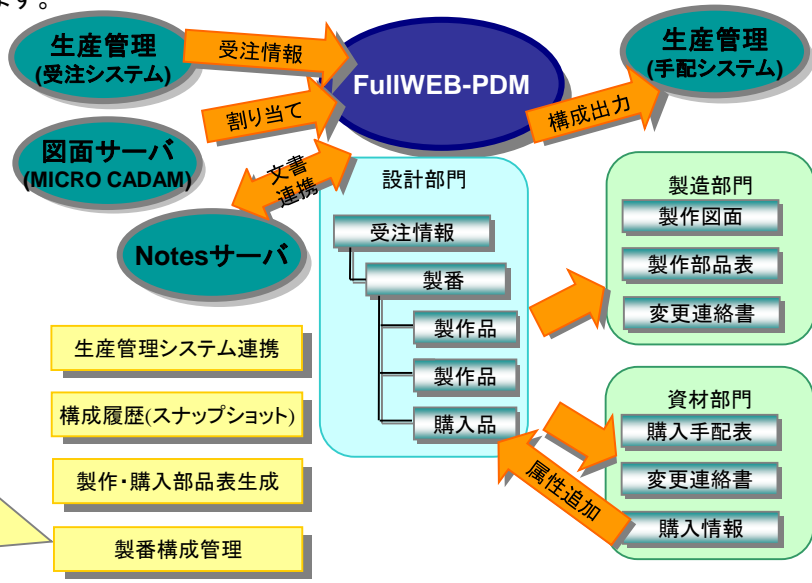 ます。
生産管理
(受注システム)
受注情報
FullWEB-PDM
生産管理
(手配システム)
割り当て
構成出力
図面サーバ
(MICRO CADAM)
文書
連携
Notesサーバ
設計部門
受注情報
製番
製作品
製作品
購入品
製造部門
製作図面
製作部品表
変更連絡書
資材部門
購入手配表
変更連絡書
購入情報
属性追加
生産管理システム連携
構成履歴(スナップショット)
製作・購入部品表生成
製番構成管理